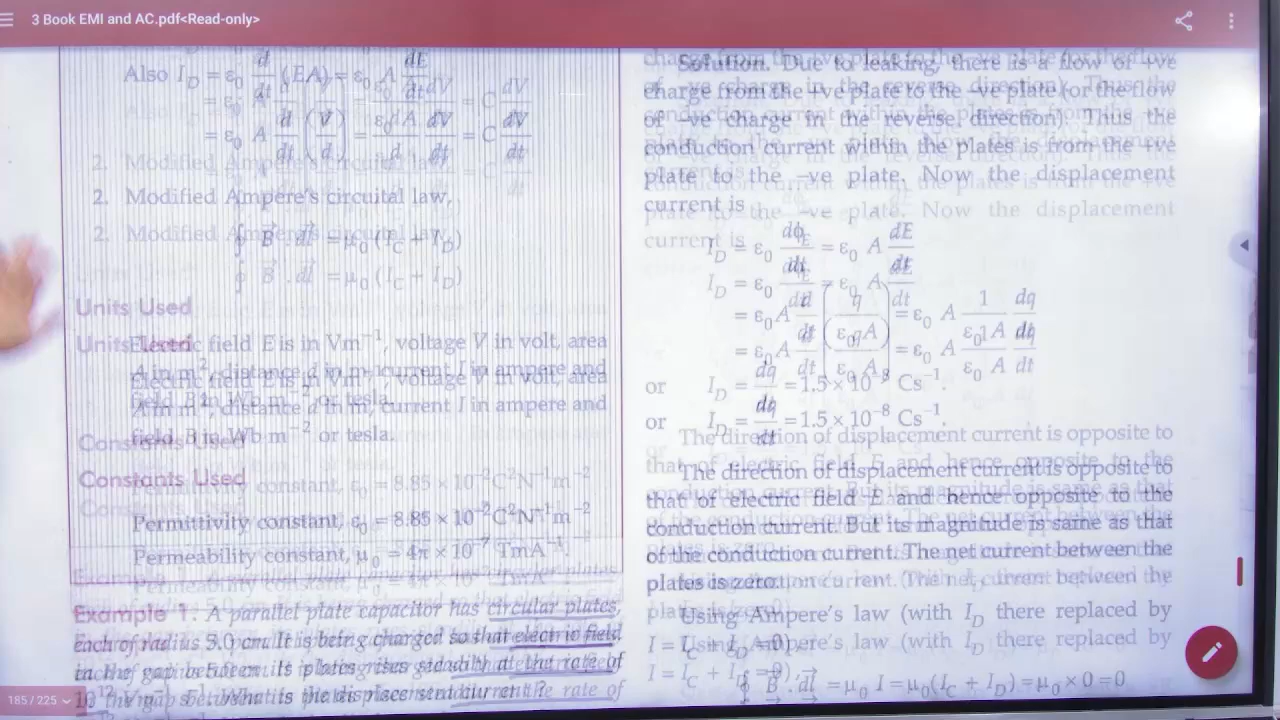 3 Book EMI and AC.pdf<Read-only>
Also I_D = ε₀ d/dt (EA) = ε₀ A dE/dt
= ε₀ A d/dt (V/d) = ε₀A/d dV/dt = C dV/dt
2. Modified Ampere's circuital law,
∮ B⃗ . dl⃗ = μ₀ (I_C + I_D)
Units Used
Electric field E is in Vm⁻¹, voltage V in volt, area
A in m², distance d in m, current I in ampere and
field B in Wb m⁻² or tesla.
Constants Used
Permittivity constant, ε₀ = 8.85 × 10 C²N⁻¹m⁻²
Permeability constant, μ₀ = 4π × 10⁻⁷ TmA⁻¹.
Example 1. A parallel plate capacitor has circular plates,
each of radius 5.0 cm. It is being charged so that electric field
in the gap between its plates rises steadily at the rate of
10¹² Vm⁻¹ s⁻¹. What is the displacement current ?
185 / 225
Solution. Due to leaking, there is a flow of +ve
charge from the +ve plate to the –ve plate (or the flow
of –ve charge in the reverse direction). Thus the
conduction current within the plates is from the +ve
plate to the –ve plate. Now the displacement
current is
I_D = ε₀ dϕ_E/dt = ε₀ A dE/dt
= ε₀ A d/dt (q/ε₀ A) = ε₀ A 1/ε₀ A dq/dt
or I_D = dq/dt = 1.5 × 10⁻⁸ Cs⁻¹.
The direction of displacement current is opposite to
that of electric field E and hence opposite to the
conduction current. But its magnitude is same as that
of the conduction current. The net current between the
plates is zero.
Using Ampere's law (with I_D there replaced by
I = I_C + I_D = 0)
∮ B⃗ . dl⃗ = μ₀ I = μ₀ (I_C + I_D) = μ₀ × 0 = 0